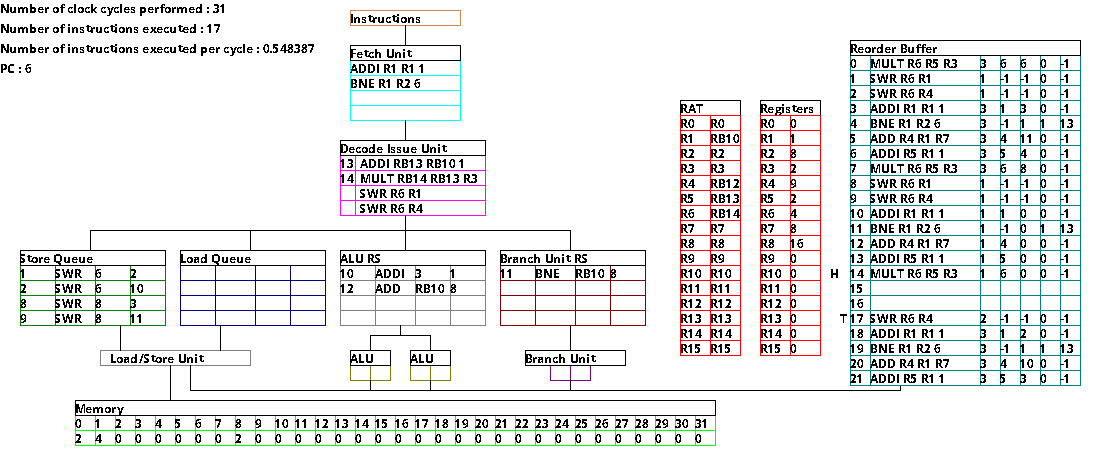 Number of clock cycles performed : 31
Number of instructions executed : 17
Number of instructions executed per cycle : 0.548387
PC : 6
Instructions
Fetch Unit
ADDI R1 R1 1
BNE R1 R2 6
Decode Issue Unit
13 ADDI RB13 RB10 1
14 MULT RB14 RB13 R3
SWR R6 R1
SWR R6 R4
Store Queue
1 SWR 6 2
2 SWR 6 10
8 SWR 8 3
9 SWR 8 11
Load Queue
ALU RS
10 ADDI 3 1
12 ADD RB10 8
Branch Unit RS
11 BNE RB10 8
Load/Store Unit
ALU
ALU
Branch Unit
Memory
0 1 2 3 4 5 6 7 8 9 10 11 12 13 14 15 16 17 18 19 20 21 22 23 24 25 26 27 28 29 30 31
2 4 0 0 0 0 0 0 2 0 0 0 0 0 0 0 0 0 0 0 0 0 0 0 0 0 0 0 0 0 0 0
RAT
R0 R0
R1 RB10
R2 R2
R3 R3
R4 RB12
R5 RB13
R6 RB14
R7 R7
R8 R8
R9 R9
R10 R10
R11 R11
R12 R12
R13 R13
R14 R14
R15 R15
Registers
R0 0
R1 1
R2 8
R3 2
R4 9
R5 2
R6 4
R7 8
R8 16
R9 0
R10 0
R11 0
R12 0
R13 0
R14 0
R15 0
Reorder Buffer
0 MULT R6 R5 R3 3 6 6 0 -1
1 SWR R6 R1 1 -1 -1 0 -1
2 SWR R6 R4 1 -1 -1 0 -1
3 ADDI R1 R1 1 3 1 3 0 -1
4 BNE R1 R2 6 3 -1 1 1 13
5 ADD R4 R1 R7 3 4 11 0 -1
6 ADDI R5 R1 1 3 5 4 0 -1
7 MULT R6 R5 R3 3 6 8 0 -1
8 SWR R6 R1 1 -1 -1 0 -1
9 SWR R6 R4 1 -1 -1 0 -1
10 ADDI R1 R1 1 1 1 0 0 -1
11 BNE R1 R2 6 1 -1 0 1 13
12 ADD R4 R1 R7 1 4 0 0 -1
13 ADDI R5 R1 1 1 5 0 0 -1
H 14 MULT R6 R5 R3 1 6 0 0 -1
15
16
T 17 SWR R6 R4 2 -1 -1 0 -1
18 ADDI R1 R1 1 3 1 2 0 -1
19 BNE R1 R2 6 3 -1 1 1 13
20 ADD R4 R1 R7 3 4 10 0 -1
21 ADDI R5 R1 1 3 5 3 0 -1